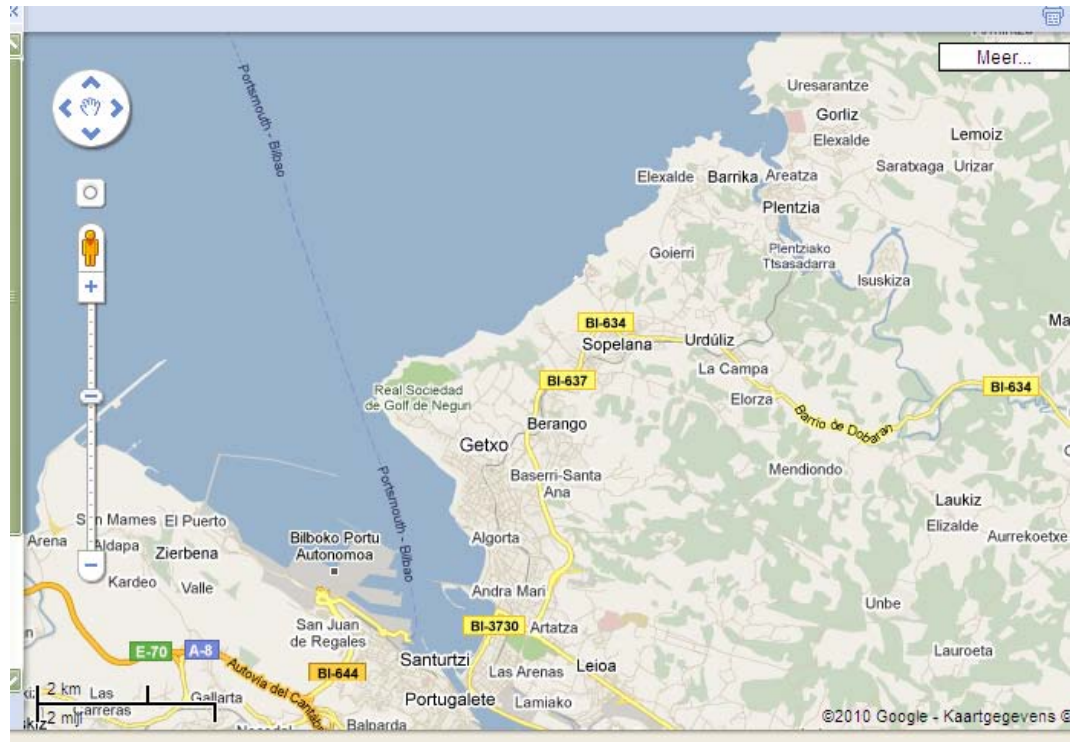 Meer...
Portsmouth - Bilbao
Uresarantze
Gorliz
Elexalde
Lemoiz
Saratxaga Urizar
Elexalde Barrika Areatza
Plentzia
Goierri
Plentziako
Ttsasadarra
Isuskiza
BI-634
Sopelana
Urdúliz
La Campa
BI-637
BI-634
Real Sociedad
de Golf de Neguri
Elorza
Barrio de Dobaran
Berango
Getxo
Mendiondo
Baserri-Santa
Ana
Portsmouth - Bilbao
Laukiz
Elizalde
Aurrekoetxe
San Mames El Puerto
Arena
Aldapa
Zierbena
Bilboko Portu
Autonomoa
Algorta
Kardeo
Valle
Andra Mari
Unbe
San Juan
de Regales
BI-3730
Artatza
E-70
A-8
Lauroeta
Autovia del
BI-644
Santurtzi
Las Arenas
Leioa
2 km
Las
Carreras
Gallarta
Portugalete
Lamiako
2 mijl
Balparda
©2010 Google - Kaartgegevens ©